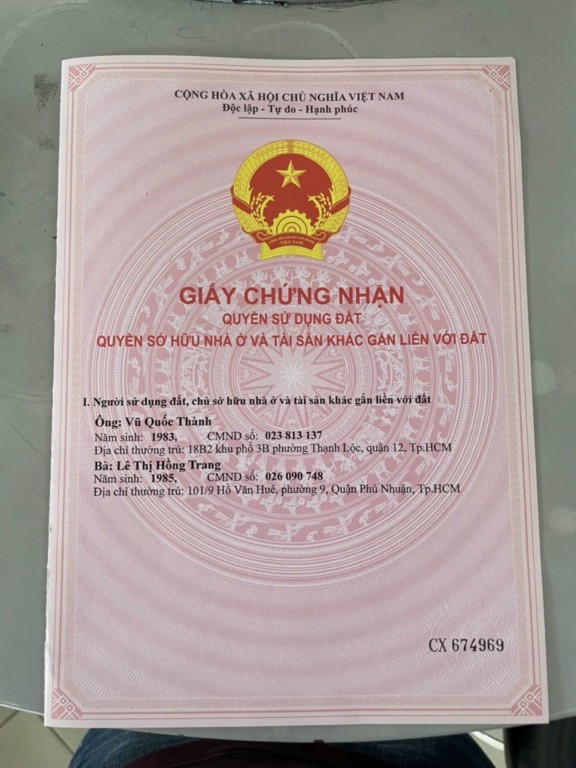 CỘNG HÒA XÃ HỘI CHỦ NGHĨA VIỆT NAM
Độc lập - Tự do - Hạnh phúc
VIỆT NAM
GIẤY CHỨNG NHẬN
QUYỀN SỬ DỤNG ĐẤT
QUYỀN SỞ HỮU NHÀ Ở VÀ TÀI SẢN KHÁC GẮN LIỀN VỚI ĐẤT
I. Người sử dụng đất, chủ sở hữu nhà ở và tài sản khác gắn liền với đất
Ông: Vũ Quốc Thành
Năm sinh: 1983, CMND số: 023 813 137
Địa chỉ thường trú: 18B2 khu phố 3B phường Thạnh Lộc, quận 12, Tp.HCM
Bà: Lê Thị Hồng Trang
Năm sinh: 1985, CMND số: 026 090 748
Địa chỉ thường trú: 101/9 Hồ Văn Huê, phường 9, Quận Phú Nhuận, Tp.HCM
CX 674969